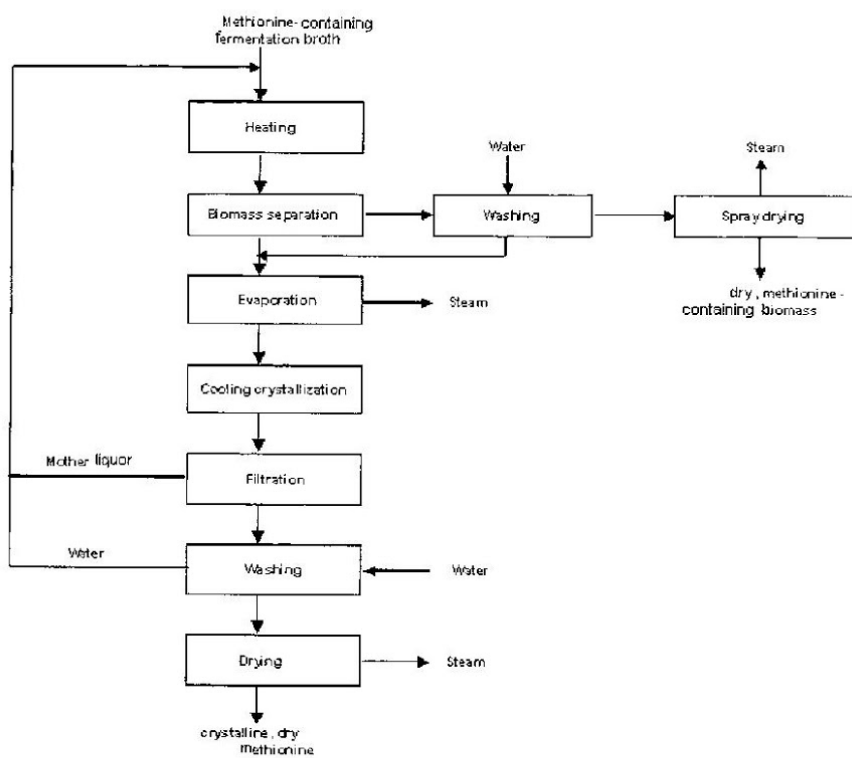 Methionine-containing
fermentation broth
Heating
Water
Steam
Biomass separation
Washing
Spray drying
Evaporation
Steam
dry, methionine-
containing biomass
Cooling crystallization
Mother liquor
Filtration
Water
Washing
Water
Drying
Steam
crystalline, dry
methionine